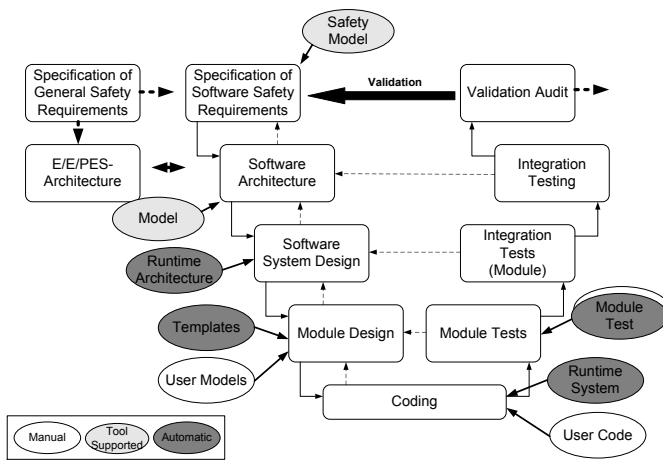 Safety
Model
Specification of
General Safety
Requirements
Specification of
Software Safety
Requirements
Validation
Validation Audit
E/E/PES-
Architecture
Software
Architecture
Integration
Testing
Model
Software
System Design
Integration
Tests
(Module)
Runtime
Architecture
Templates
Module Design
Module Tests
Module
Test
User Models
Runtime
System
Coding
User Code
Manual
Tool
Supported
Automatic